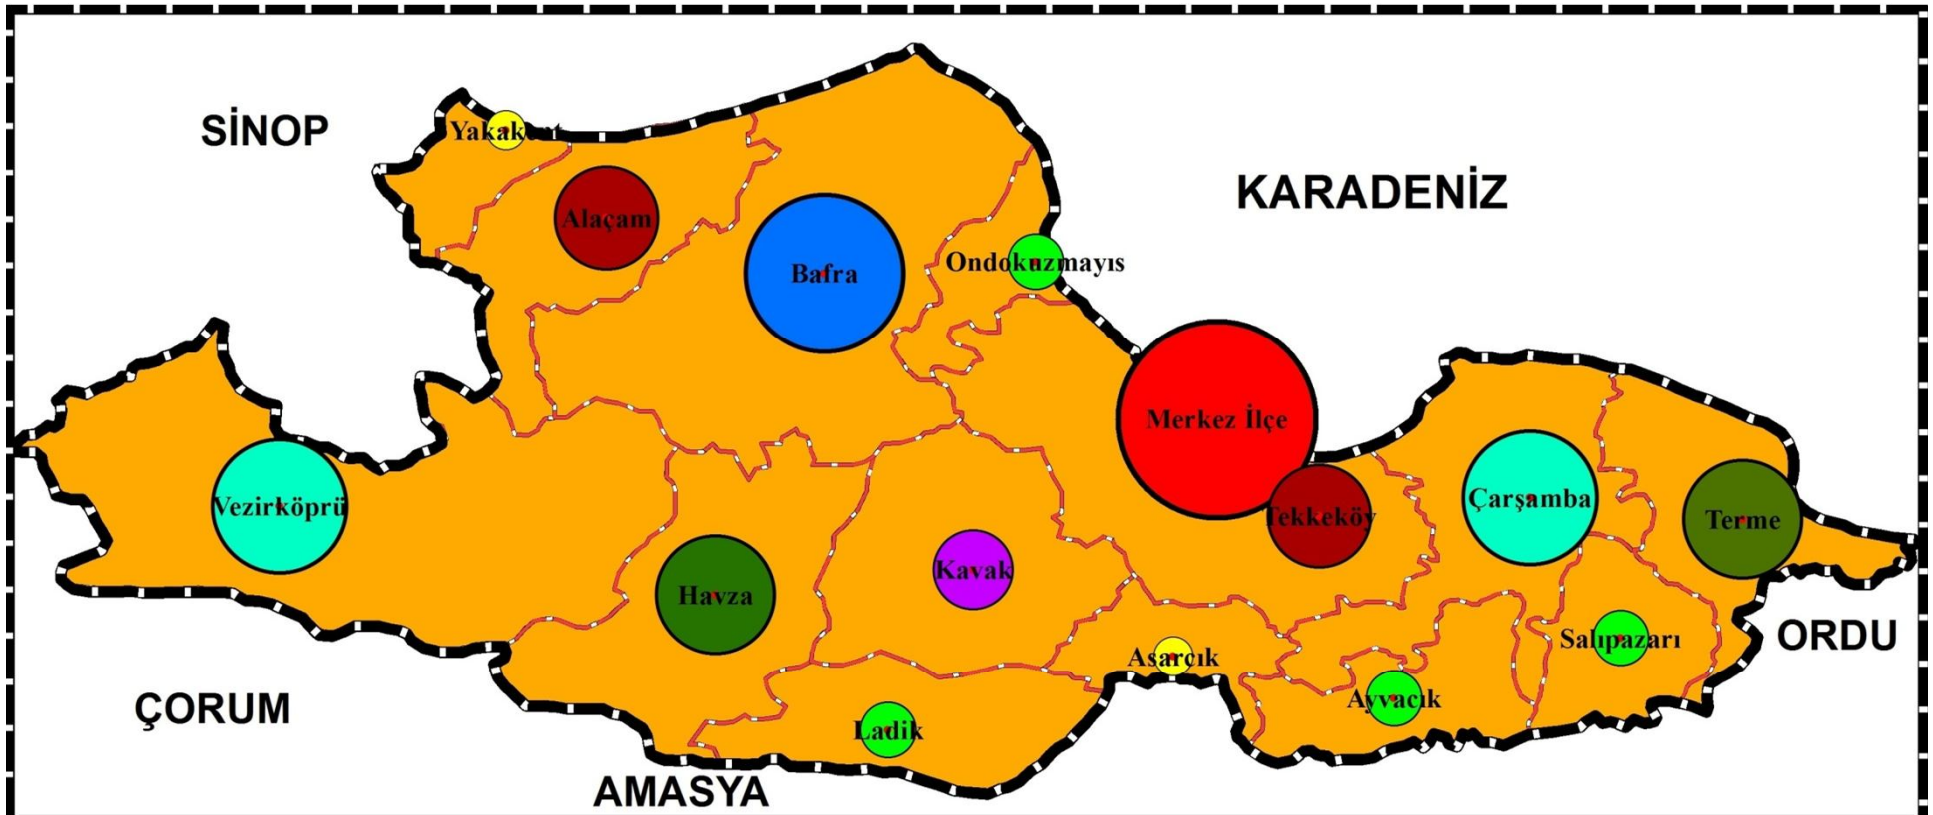 SİNOP
Yakakent
KARADENİZ
Alaçam
Bafra
Ondokuzmayıs
Merkez İlçe
Vezirköprü
Tekkeköy
Çarşamba
Terme
Havza
Kavak
Salıpazarı
ORDU
Asarcık
Ayvacık
ÇORUM
Ladik
AMASYA